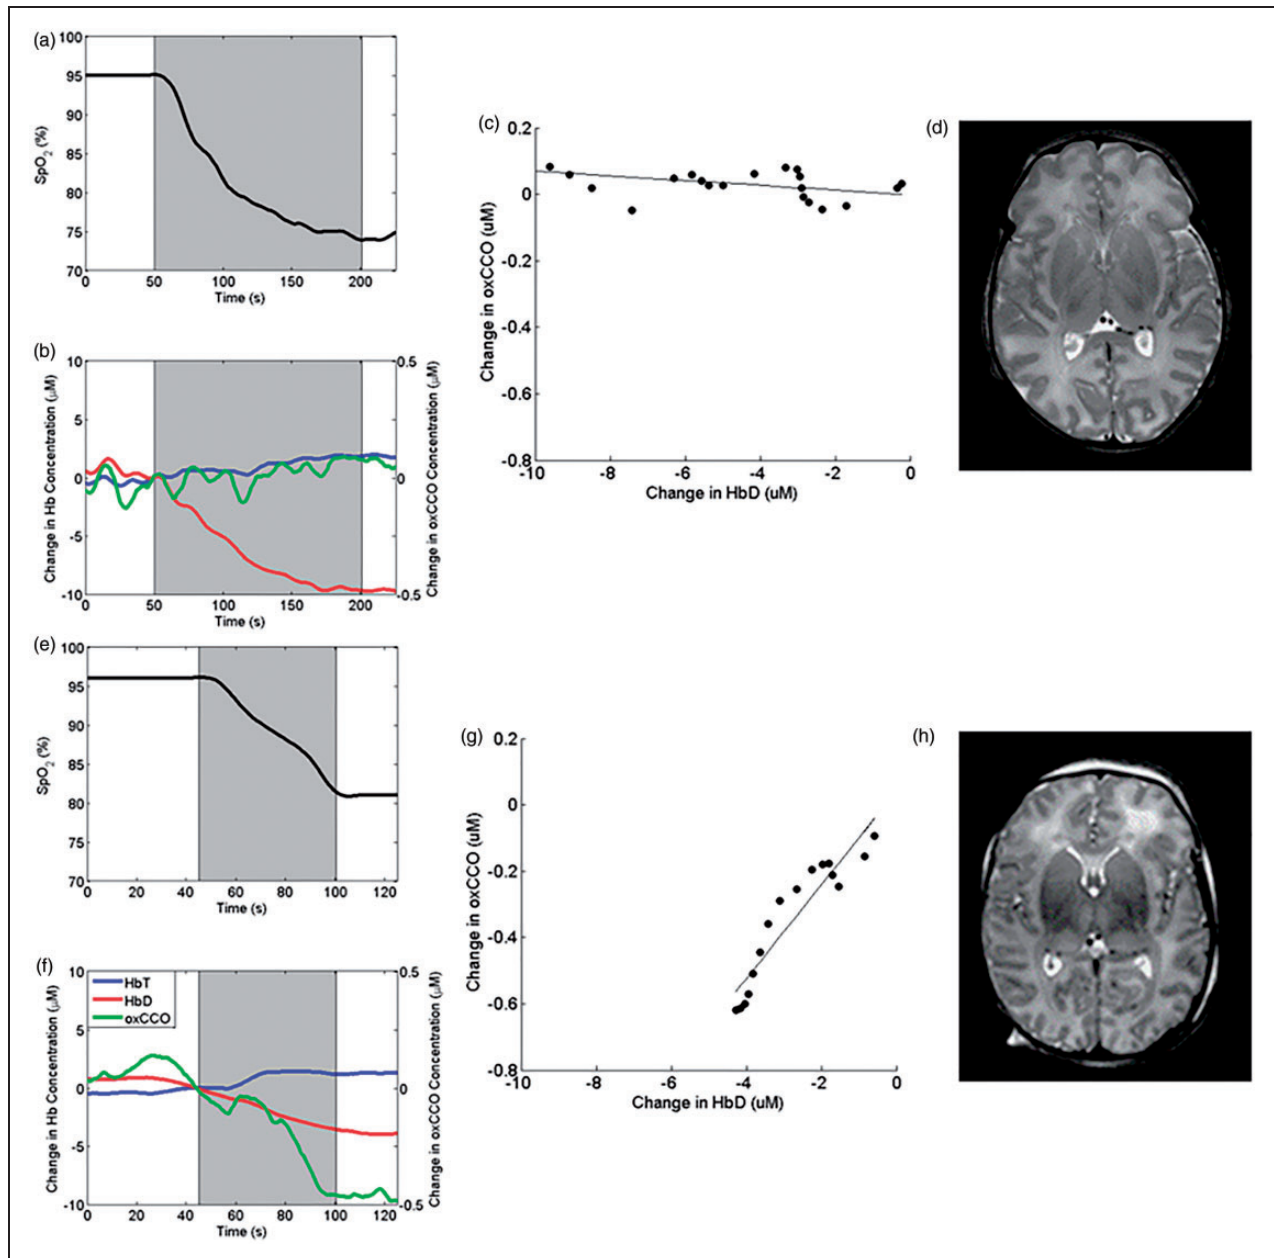 (a)
100
95
90
85
80
75
70
SpO2 (%)
0 50 100 150 200
Time (s)
(b)
10
5
0
-5
-10
Change in Hb Concentration (µM)
0.5
0
-0.5
Change in oxCCO Concentration (µM)
0 50 100 150 200
Time (s)
(c)
0.2
0
-0.2
-0.4
-0.6
-0.8
Change in oxCCO (uM)
-10 -8 -6 -4 -2 0
Change in HbD (uM)
(d)
(e)
100
95
90
85
80
75
70
SpO2 (%)
0 20 40 60 80 100 120
Time (s)
(f)
HbT
HbD
oxCCO
10
5
0
-5
-10
Change in Hb Concentration (µM)
0.5
0
-0.5
Change in oxCCO Concentration (µM)
0 20 40 60 80 100 120
Time (s)
(g)
0.2
0
-0.2
-0.4
-0.6
-0.8
Change in oxCCO (uM)
-10 -8 -6 -4 -2 0
Change in HbD (uM)
(h)